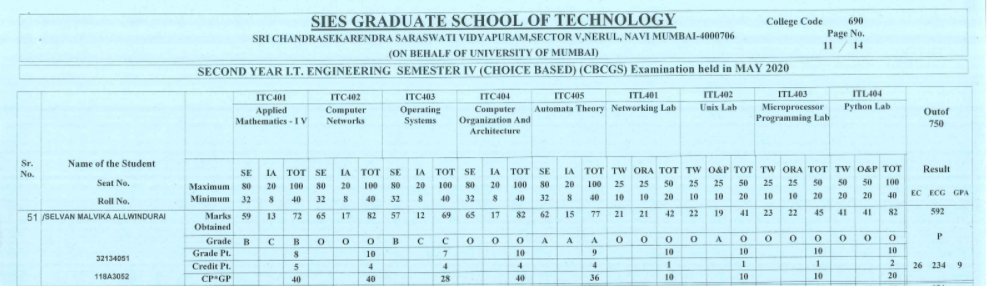 SIES GRADUATE SCHOOL OF TECHNOLOGY
College Code 690
SRI CHANDRASEKARENDRA SARASWATI VIDYAPURAM,SECTOR V,NERUL, NAVI MUMBAI-4000706
Page No.
(ON BEHALF OF UNIVERSITY OF MUMBAI)
11 / 14
SECOND YEAR I.T. ENGINEERING SEMESTER IV (CHOICE BASED) (CBCGS) Examination held in MAY 2020
ITC401 ITC402 ITC403 ITC404 ITC405 ITL401 ITL402 ITL403 ITL404
Applied Computer Operating Computer Automata Theory Networking Lab Unix Lab Microprocessor Python Lab Outof
Mathematics - I V Networks Systems Organization And Programming Lab 750
Architecture
Sr. Name of the Student
No. SE IA TOT SE IA TOT SE IA TOT SE IA TOT SE IA TOT TW ORA TOT TW O&P TOT TW ORA TOT TW O&P TOT Result
Seat No. Maximum 80 20 100 80 20 100 80 20 100 80 20 100 80 20 100 25 25 50 25 25 50 25 25 50 50 50 100
Roll No. Minimum 32 8 40 32 8 40 32 8 40 32 8 40 32 8 40 10 10 20 10 10 20 10 10 20 20 20 40 EC ECG GPA
51 /SELVAN MALVIKA ALLWINDURAI Marks 59 13 72 65 17 82 57 12 69 65 17 82 62 15 77 21 21 42 22 19 41 23 22 45 41 41 82 592
Obtained
Grade B C B O O O B C C O O O A A A O O O O A O O O O O O O P
Grade Pt. 8 10 7 10 9 10 10 10 10
32134051
Credit Pt. 5 4 4 4 4 1 1 1 2 26 234 9
118A3052 CP*GP 40 40 28 40 36 10 10 10 20